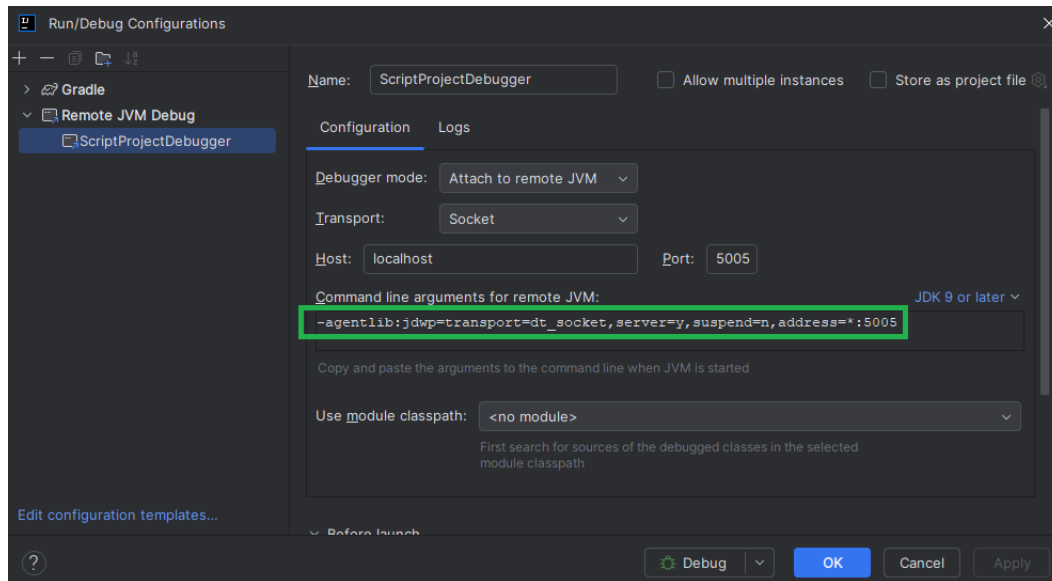 Run/Debug Configurations
Name: ScriptProjectDebugger Allow multiple instances Store as project file
Gradle
Remote JVM Debug
ScriptProjectDebugger
Configuration Logs
Debugger mode: Attach to remote JVM
Transport: Socket
Host: localhost Port: 5005
Command line arguments for remote JVM: JDK 9 or later
-agentlib:jdwp=transport=dt_socket,server=y,suspend=n,address=*:5005
Copy and paste the arguments to the command line when JVM is started
Use module classpath: <no module>
First search for sources of the debugged classes in the selected
module classpath
Edit configuration templates...
Before launch
? Debug OK Cancel Apply